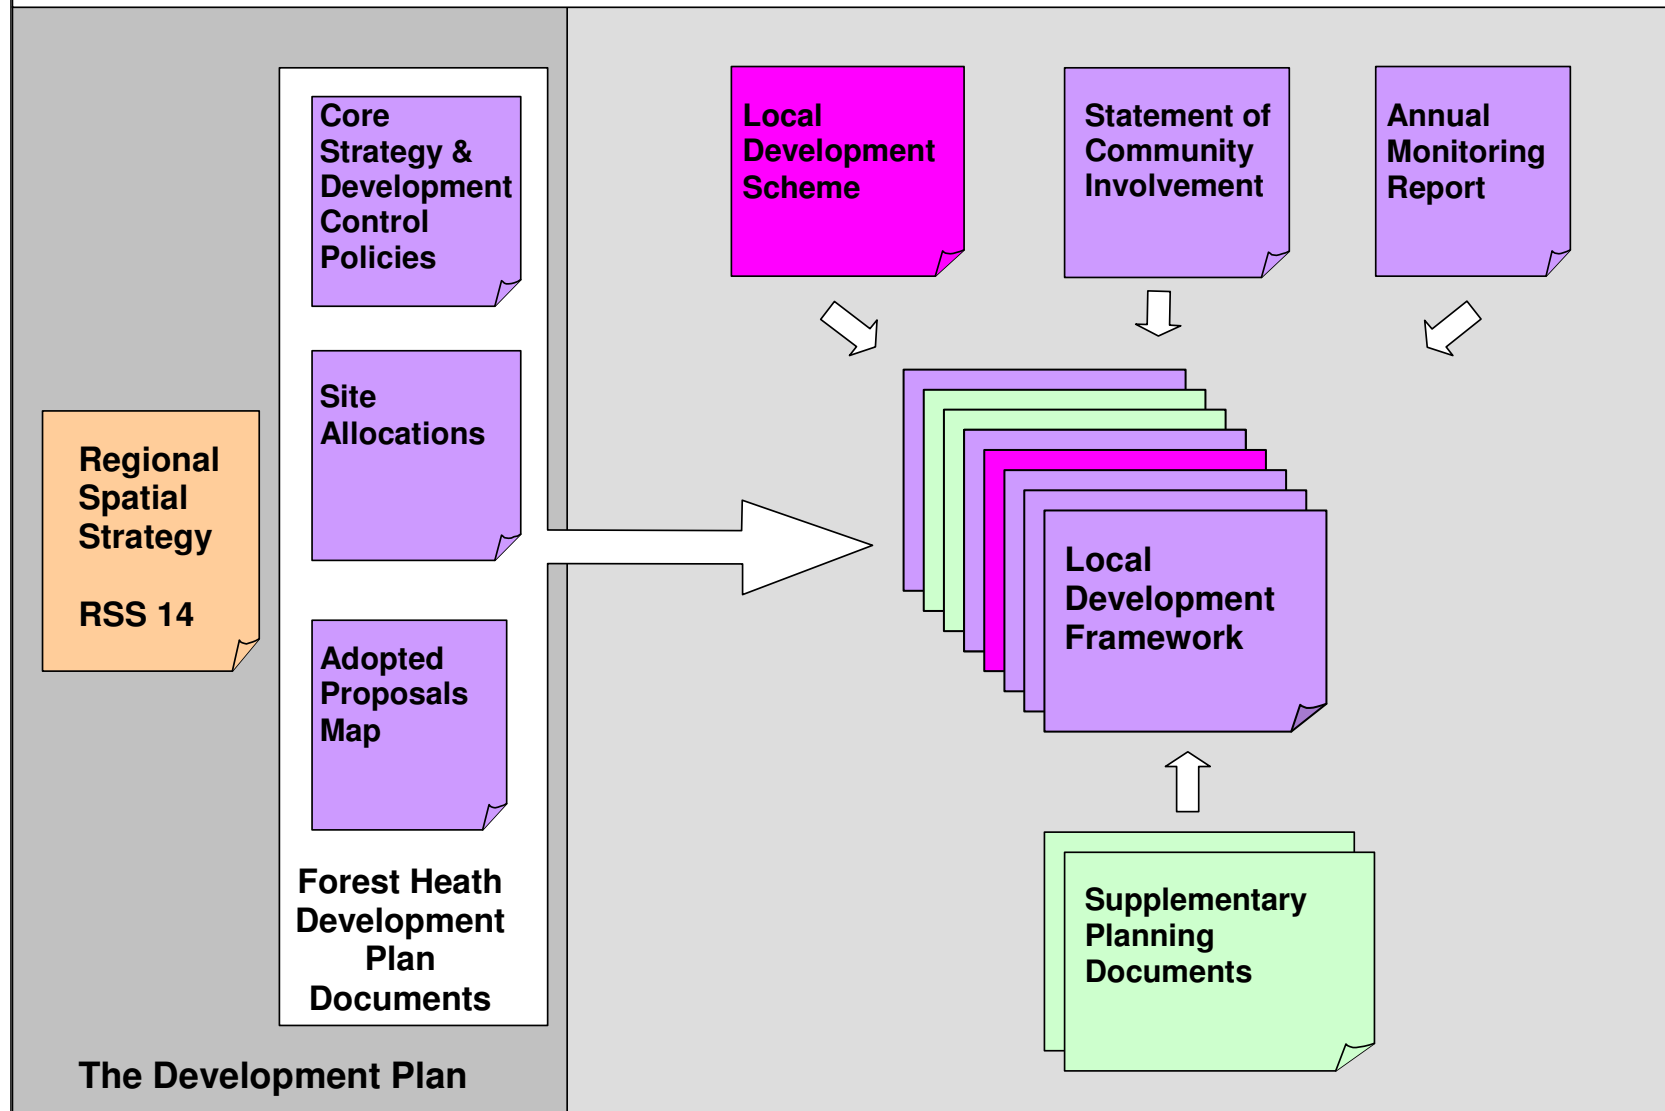 Core
Strategy &
Development
Control
Policies
Site
Allocations
Adopted
Proposals
Map
Forest Heath
Development
Plan
Documents
Regional
Spatial
Strategy
RSS 14
The Development Plan
Local
Development
Scheme
Statement of
Community
Involvement
Annual
Monitoring
Report
Local
Development
Framework
Supplementary
Planning
Documents